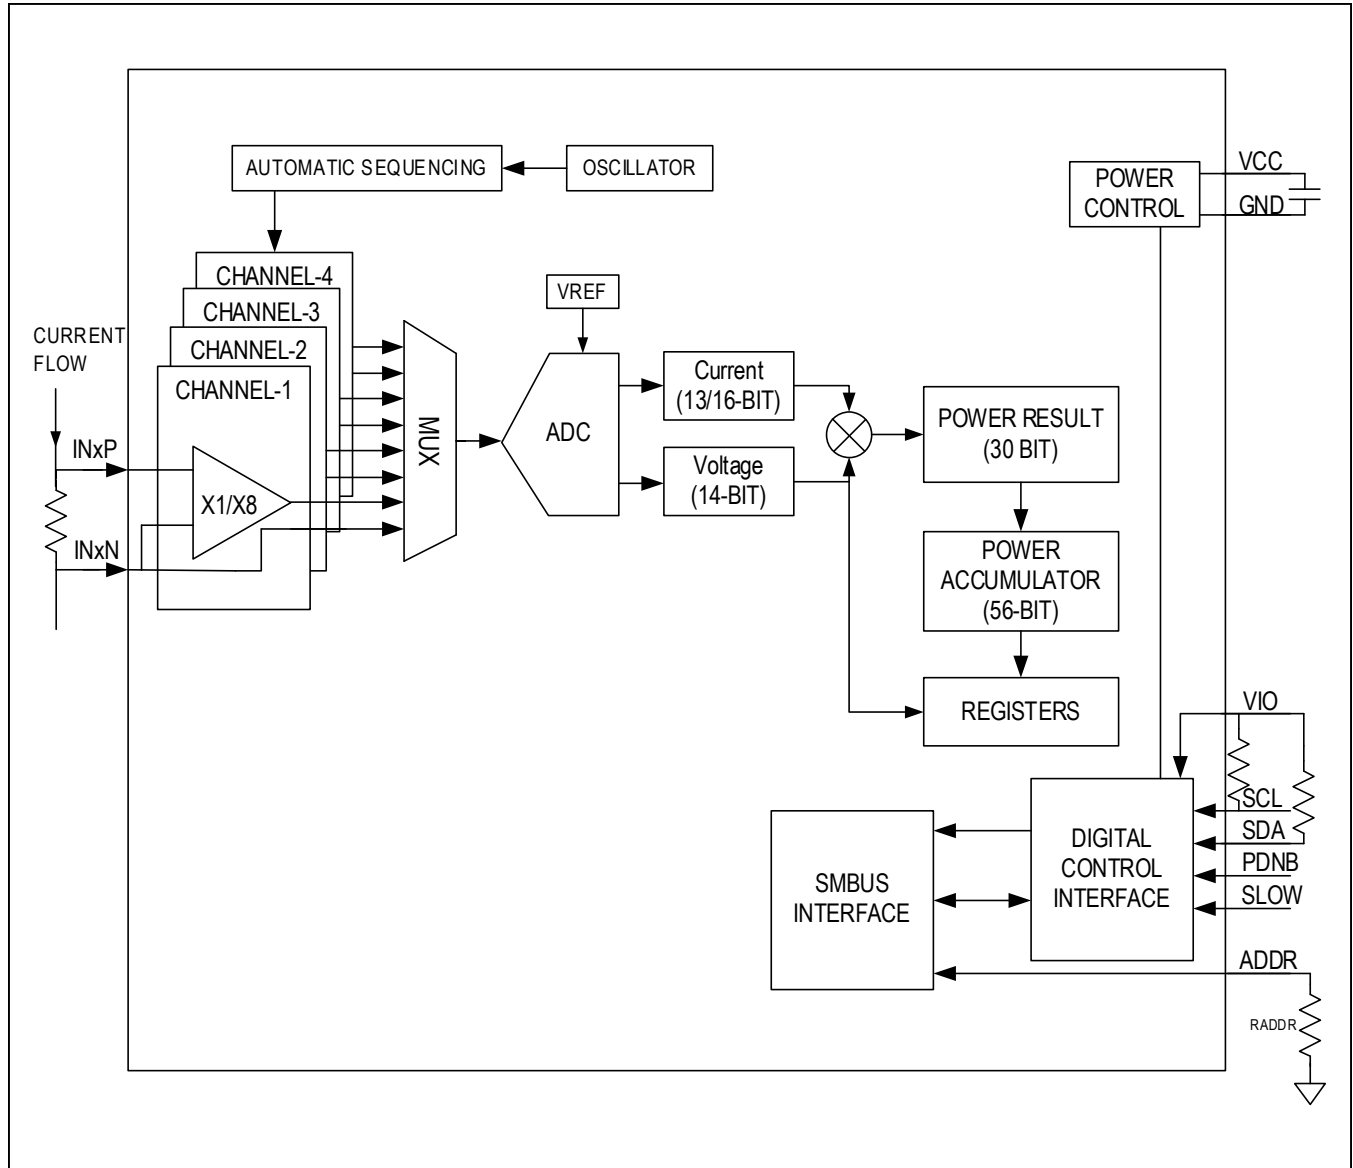 AUTOMATIC SEQUENCING
OSCILLATOR
POWER
CONTROL
VCC
GND
CHANNEL-4
CHANNEL-3
CHANNEL-2
CHANNEL-1
CURRENT
FLOW
INxP
INxN
X1/X8
MUX
VREF
ADC
Current
(13/16-BIT)
Voltage
(14-BIT)
POWER RESULT
(30 BIT)
POWER
ACCUMULATOR
(56-BIT)
REGISTERS
VIO
SCL
SDA
PDNB
SLOW
DIGITAL
CONTROL
INTERFACE
SMBUS
INTERFACE
ADDR
RADDR